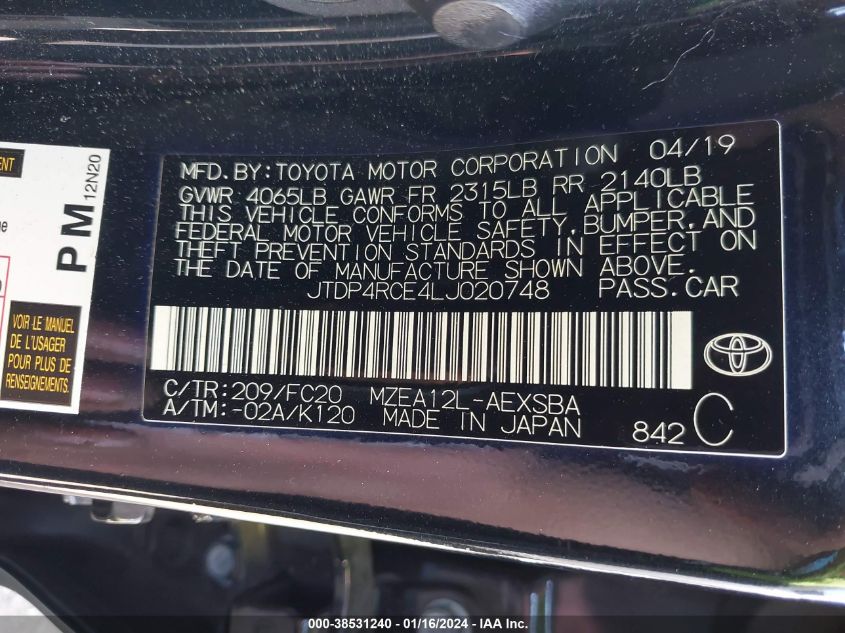 MFD. BY: TOYOTA MOTOR CORPORATION 04/19
GVWR 4065LB GAWR FR 2315LB RR 2140LB
THIS VEHICLE CONFORMS TO ALL APPLICABLE
FEDERAL MOTOR VEHICLE SAFETY, BUMPER, AND
THEFT PREVENTION STANDARDS IN EFFECT ON
THE DATE OF MANUFACTURE SHOWN ABOVE.
JTDP4RCE4LJ020748 PASS.CAR
C/TR: 209/FC20 MZEA12L-AEXSBA
A/TM: -02A/K120 MADE IN JAPAN
842 C
PM 12N20
VOIR LE MANUEL
DE L'USAGER
POUR PLUS DE
RENSEIGNEMENTS.
000-38531240 - 01/16/2024 - IAA Inc.